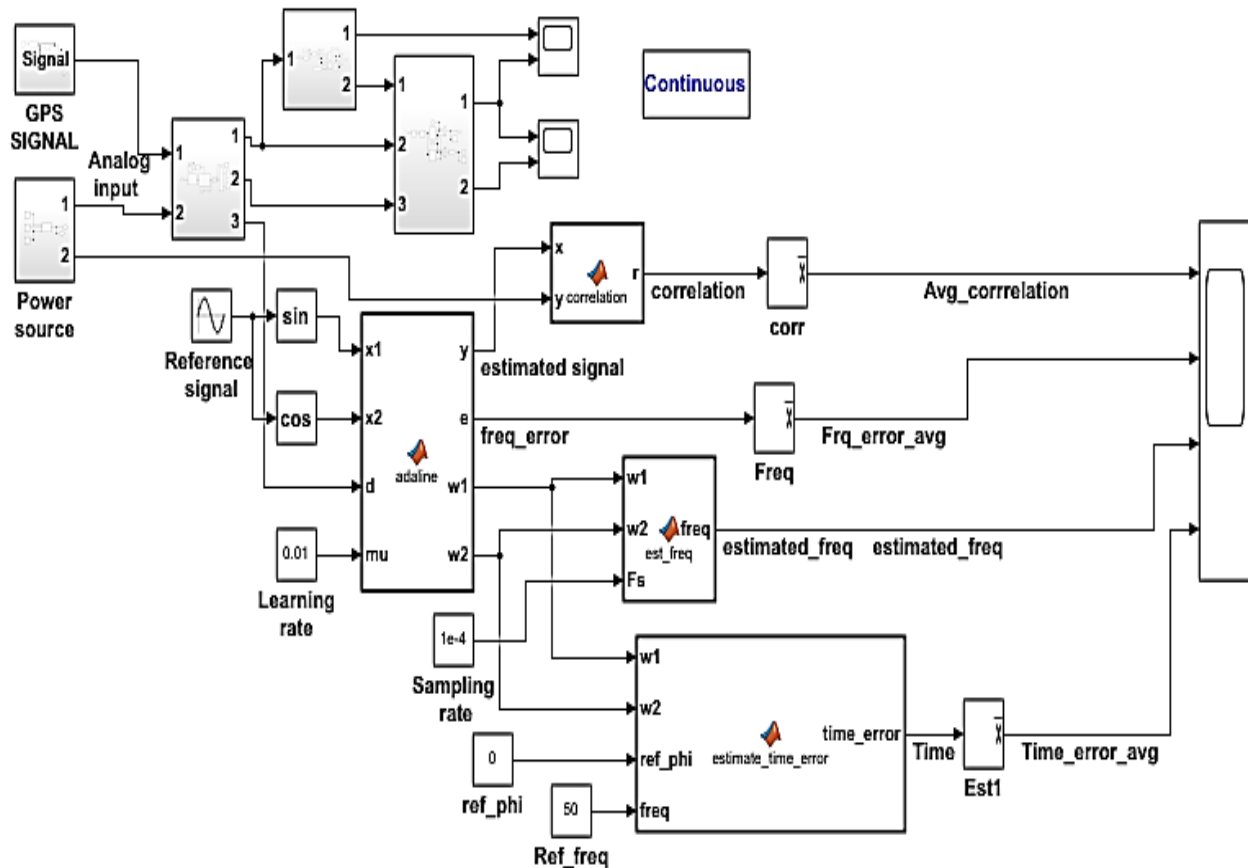 Signal
GPS
SIGNAL
Analog
input
1
2
Power
source
1
2
1
2
3
1
1
2
1
2
3
1
2
Continuous
x
y
r
correlation
correlation
corr
Avg_corrrelation
Reference
signal
sin
cos
x1
x2
d
mu
adaline
y
e
w1
w2
estimated signal
freq_error
Freq
Frq_error_avg
0.01
Learning
rate
w1
w2
Fs
freq
est_freq
estimated_freq
estimated_freq
1e-4
Sampling
rate
w1
w2
ref_phi
freq
estimate_time_error
time_error
Time
Est1
Time_error_avg
0
ref_phi
50
Ref_freq